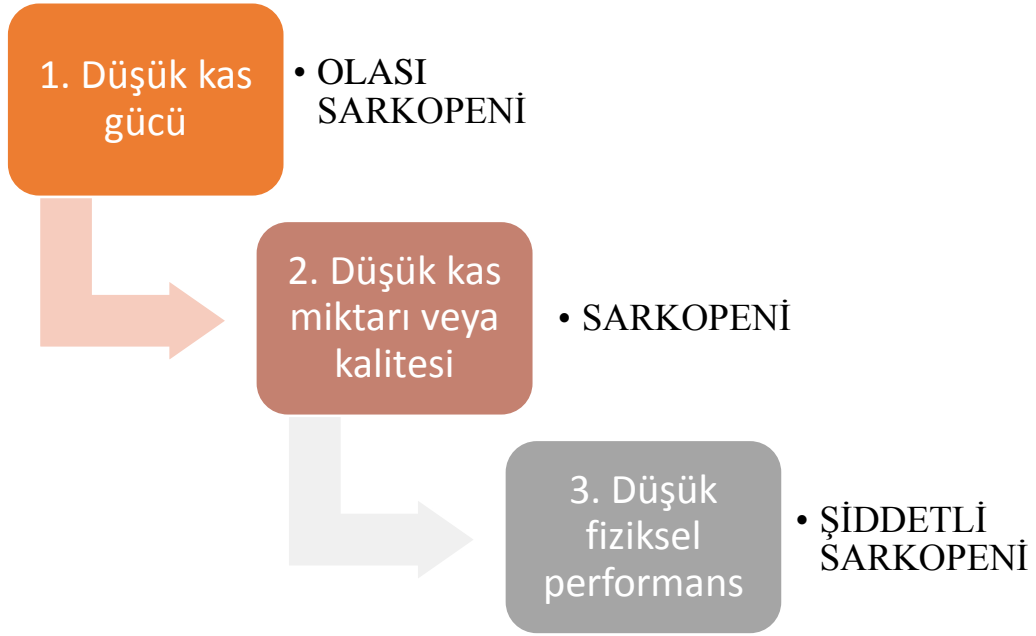 1. Düşük kas
gücü
• OLASI
SARKOPENİ
2. Düşük kas
miktarı veya
kalitesi
• SARKOPENİ
3. Düşük
fiziksel
performans
• ŞİDDETLİ
SARKOPENİ